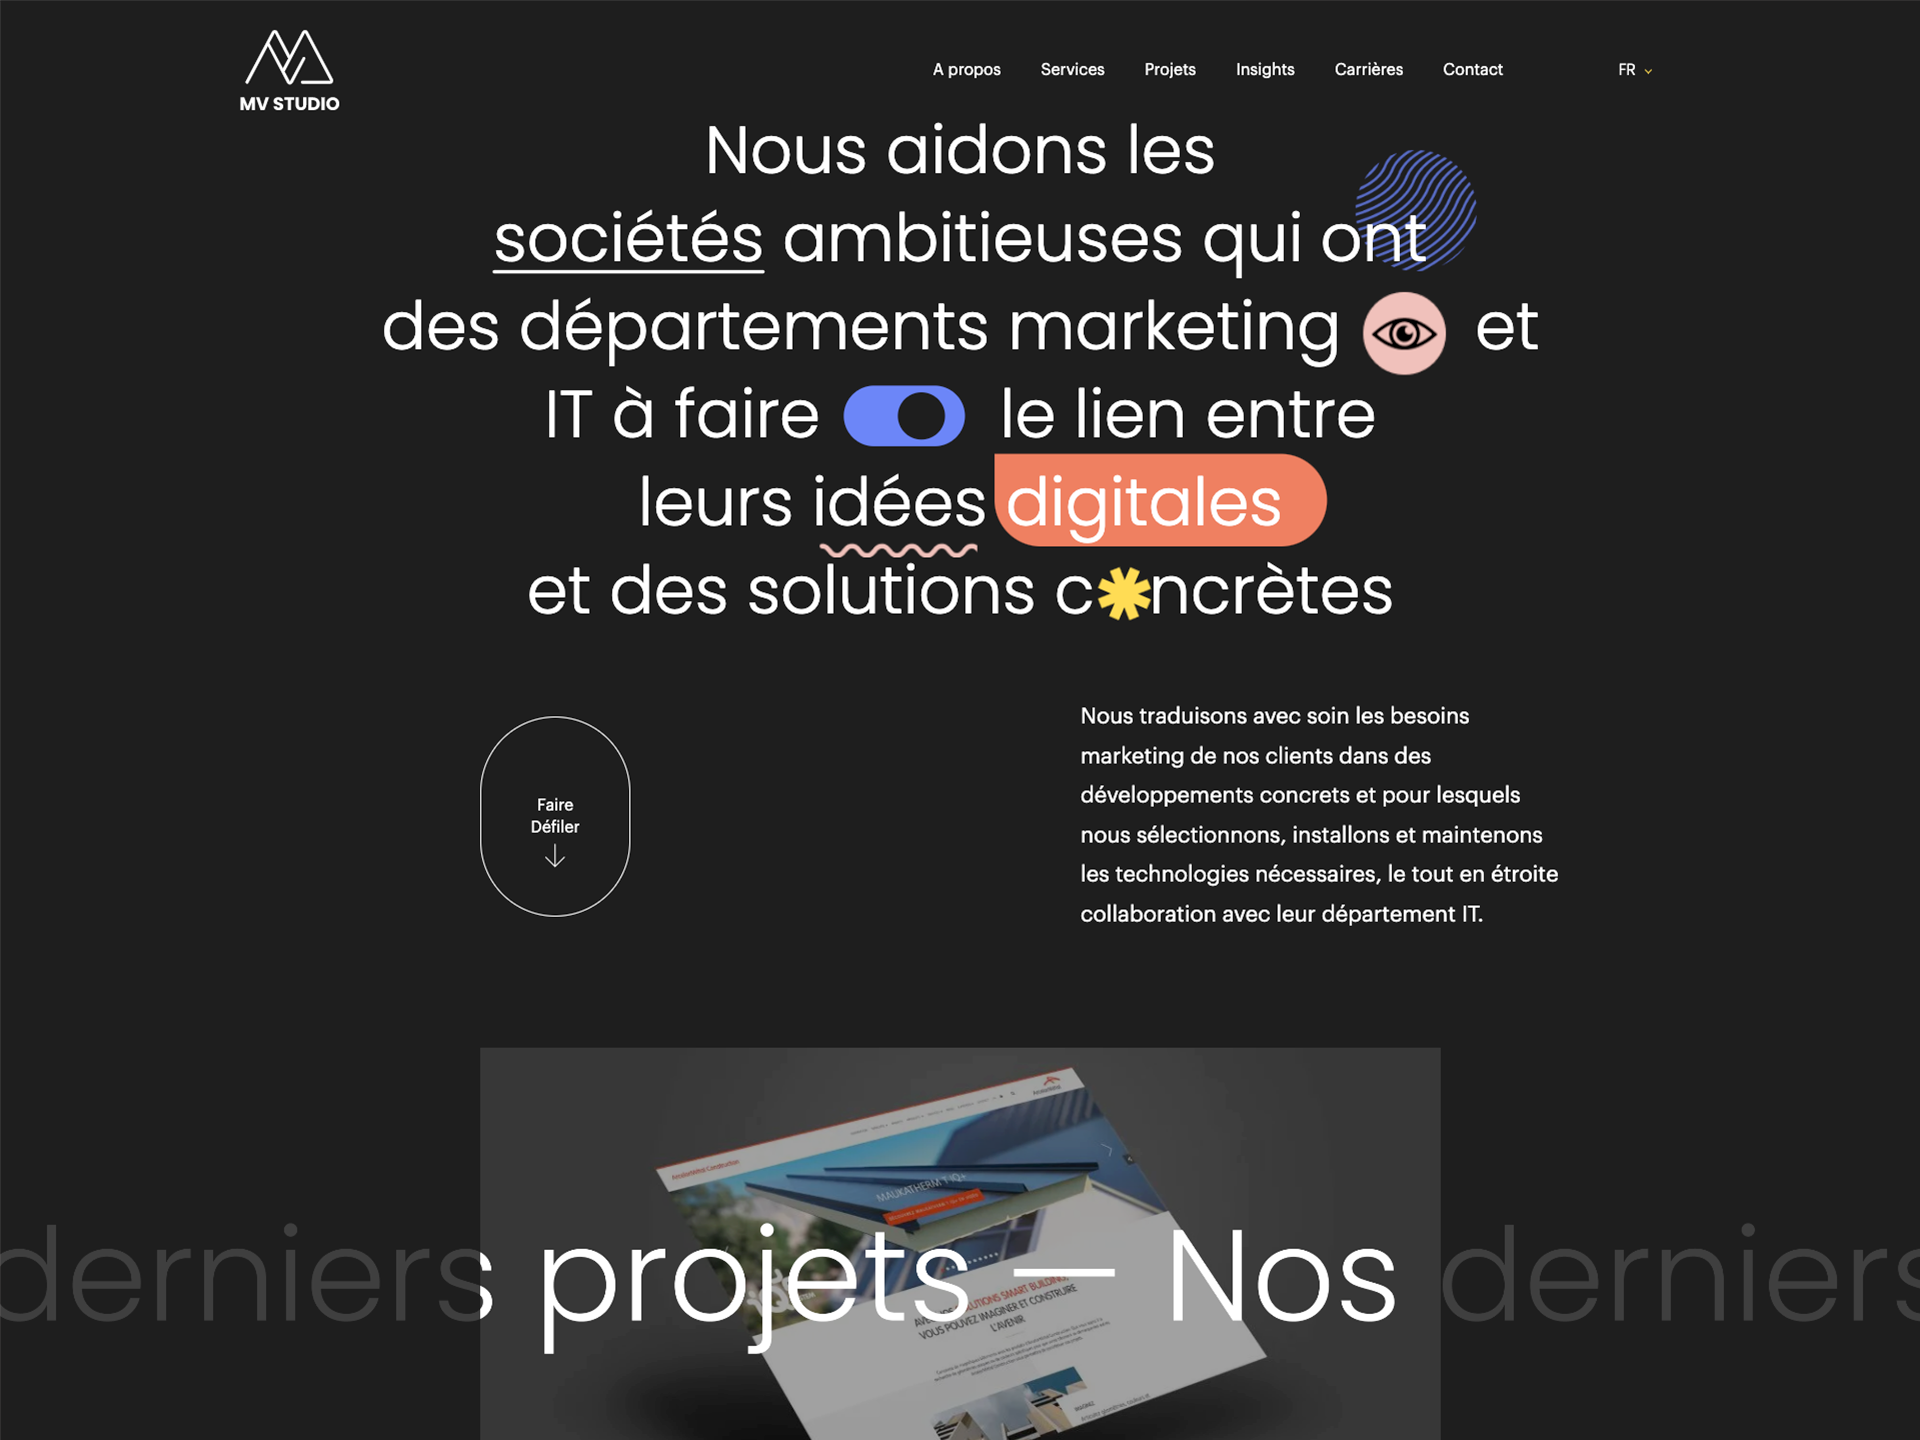 MV STUDIO
A propos
Services
Projets
Insights
Carrières
Contact
FR
Nous aidons les
sociétés ambitieuses qui ont
des départements marketing et
IT à faire le lien entre
leurs idées digitales
et des solutions c✱ncrètes
Faire
Défiler
Nous traduisons avec soin les besoins
marketing de nos clients dans des
développements concrets et pour lesquels
nous sélectionnons, installons et maintenons
les technologies nécessaires, le tout en étroite
collaboration avec leur département IT.
ArcelorMittal Construction
MAUKATHERM T-IQ+
derniers projets — Nos derniers
SOLUTIONS SMART BUILDING
VOUS POUVEZ IMAGINER ET CONSTRUIRE
L'AVENIR